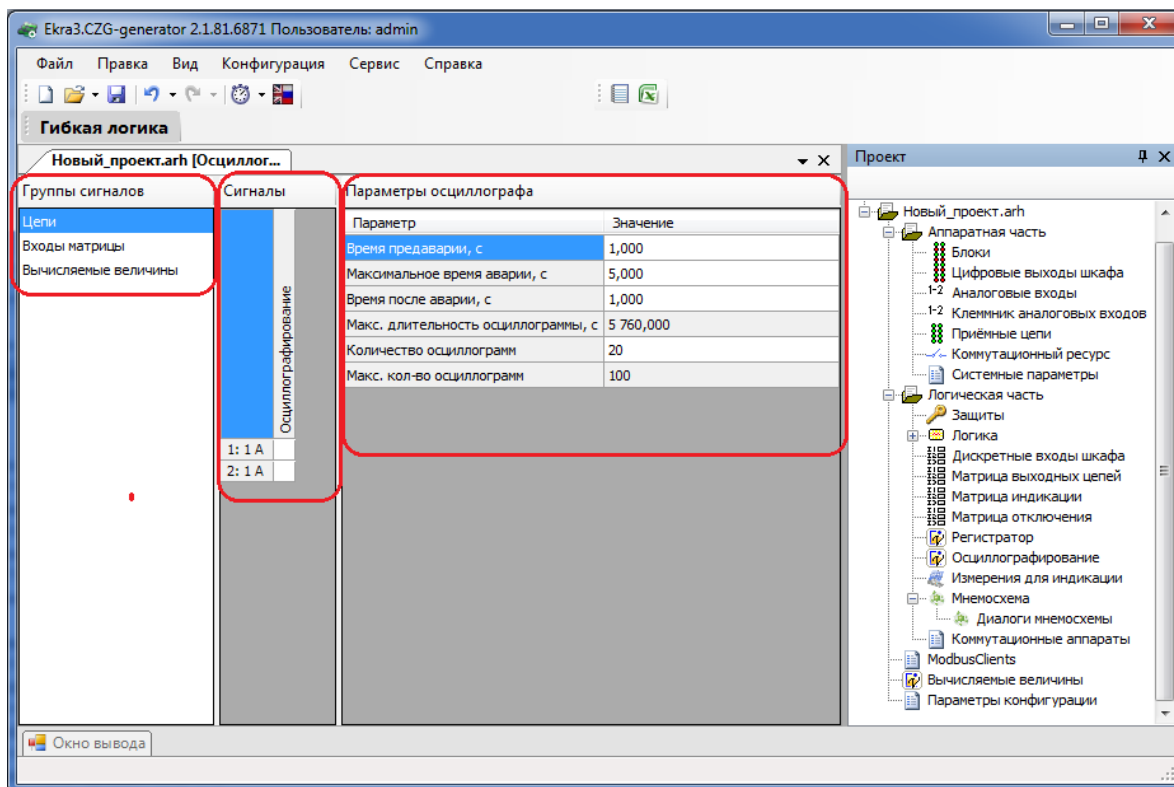 Ekra3.CZG-generator 2.1.81.6871 Пользователь: admin
Файл Правка Вид Конфигурация Сервис Справка
Гибкая логика
Новый_проект.arh [Осциллог...
Группы сигналов
Цепи
Входы матрицы
Вычисляемые величины
Сигналы
Осциллографирование
1: 1 A
2: 1 A
Параметры осциллографа
Параметр Значение
Время предаварии, с 1,000
Максимальное время аварии, с 5,000
Время после аварии, с 1,000
Макс. длительность осциллограммы, с 5 760,000
Количество осциллограмм 20
Макс. кол-во осциллограмм 100
Проект
Новый_проект.arh
Аппаратная часть
Блоки
Цифровые выходы шкафа
1-2 Аналоговые входы
1-2 Клеммник аналоговых входов
Приёмные цепи
Коммутационный ресурс
Системные параметры
Логическая часть
Защиты
Логика
Дискретные входы шкафа
Матрица выходных цепей
Матрица индикации
Матрица отключения
Регистратор
Осциллографирование
Измерения для индикации
Мнемосхема
Диалоги мнемосхемы
Коммутационные аппараты
ModbusClients
Вычисляемые величины
Параметры конфигурации
Окно вывода